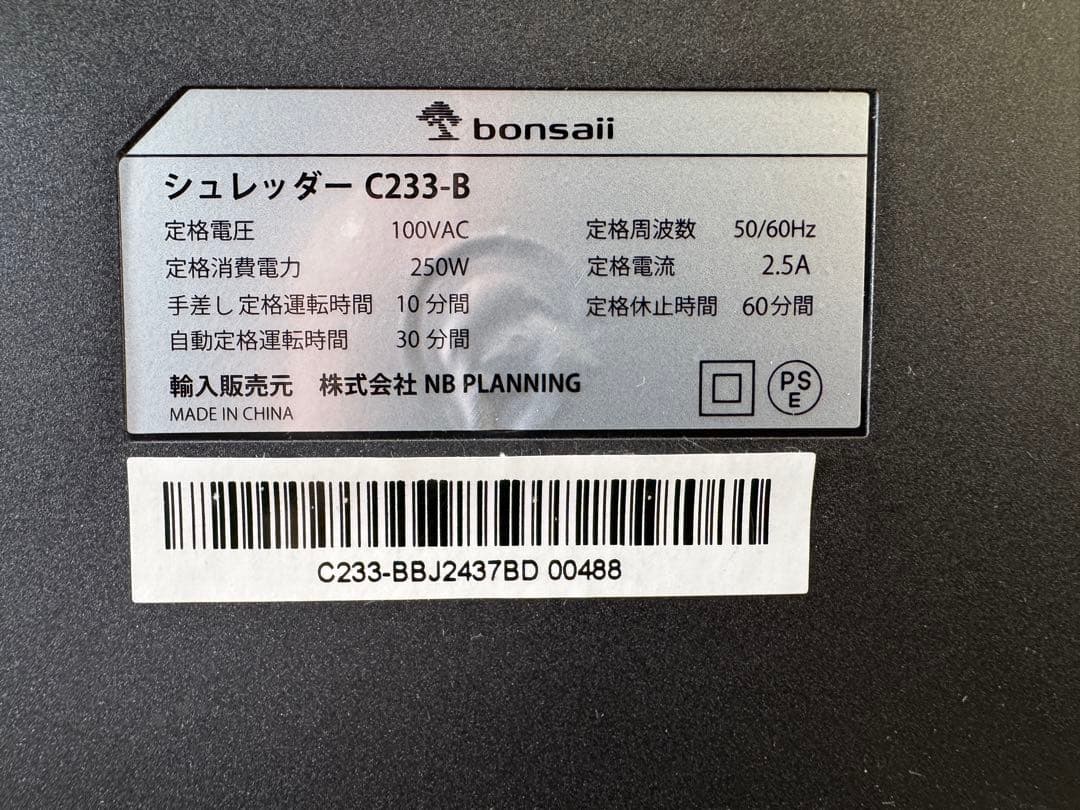 bonsaii
シュレッダー C233-B
定格電圧 100VAC 定格周波数 50/60Hz
定格消費電力 250W 定格電流 2.5A
手差し定格運転時間 10分間 定格休止時間 60分間
自動定格運転時間 30分間
輸入販売元 株式会社 NB PLANNING
MADE IN CHINA
PS
E
C233-BBJ2437BD 00488